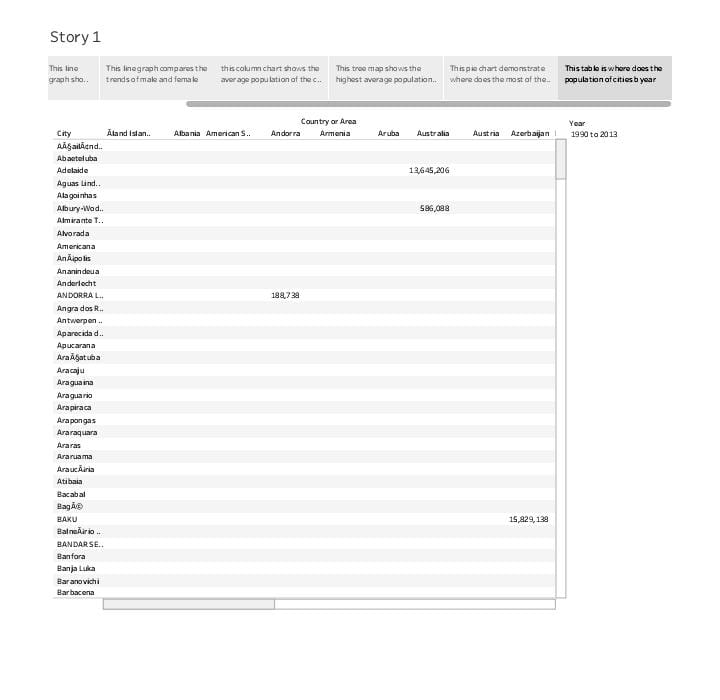 Story 1
This line
graph sho..
This line graph compares the
trends of male and female
this column chart shows the
average population of the c..
This tree map shows the
highest average population..
This pie chart demonstrate
where does the most of the..
This table is where does the
population of cities by year
Country or Area
Year
City Åland Islan.. Albania American S.. Andorra Armenia Aruba Australia Austria Azerbaijan
1990 to 2013
AÃ§ailÃ¢nd..
Abaeteluba
Adelaide 13,645,206
Aguas Lind..
Alagoinhas
Albury-Wod.. 586,088
Almirante T..
Alvorada
Americana
AnÃ¡polis
Ananindeua
Anderlecht
ANDORRA L.. 188,738
Angra dos R..
Antwerpen ..
Aparecida d..
Apucarana
AraÃ§atuba
Aracaju
Araguaina
Araguario
Arapiraca
Arapongas
Araraquara
Araras
Araruama
AraucÃ¡ria
Atibaia
Bacabal
BagÃ©
BAKU 15,829,138
BalneÃ¡rio ..
BANDAR SE..
Banfora
Banja Luka
Baranovichi
Barbacena